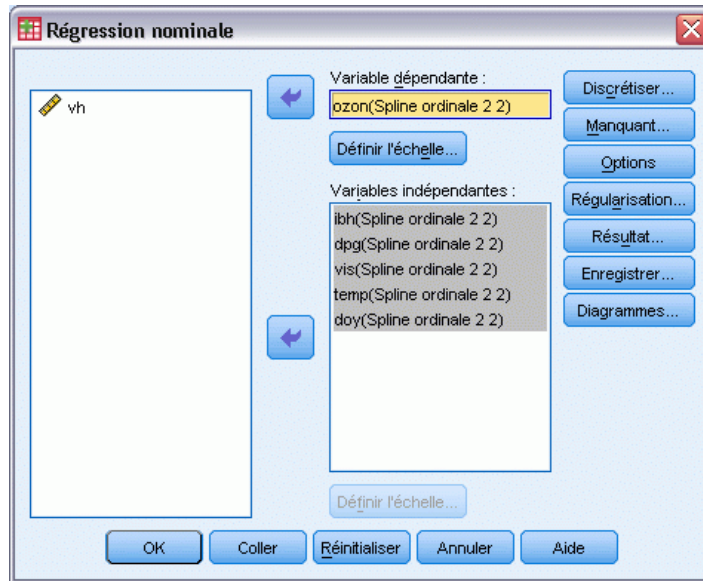 Régression nominale
vh
Variable dépendante :
ozon(Spline ordinale 2 2)
Définir l'échelle...
Variables indépendantes :
ibh(Spline ordinale 2 2)
dpg(Spline ordinale 2 2)
vis(Spline ordinale 2 2)
temp(Spline ordinale 2 2)
doy(Spline ordinale 2 2)
Définir l'échelle...
Discrétiser...
Manquant...
Options
Régularisation...
Résultat...
Enregistrer...
Diagrammes...
OK
Coller
Réinitialiser
Annuler
Aide